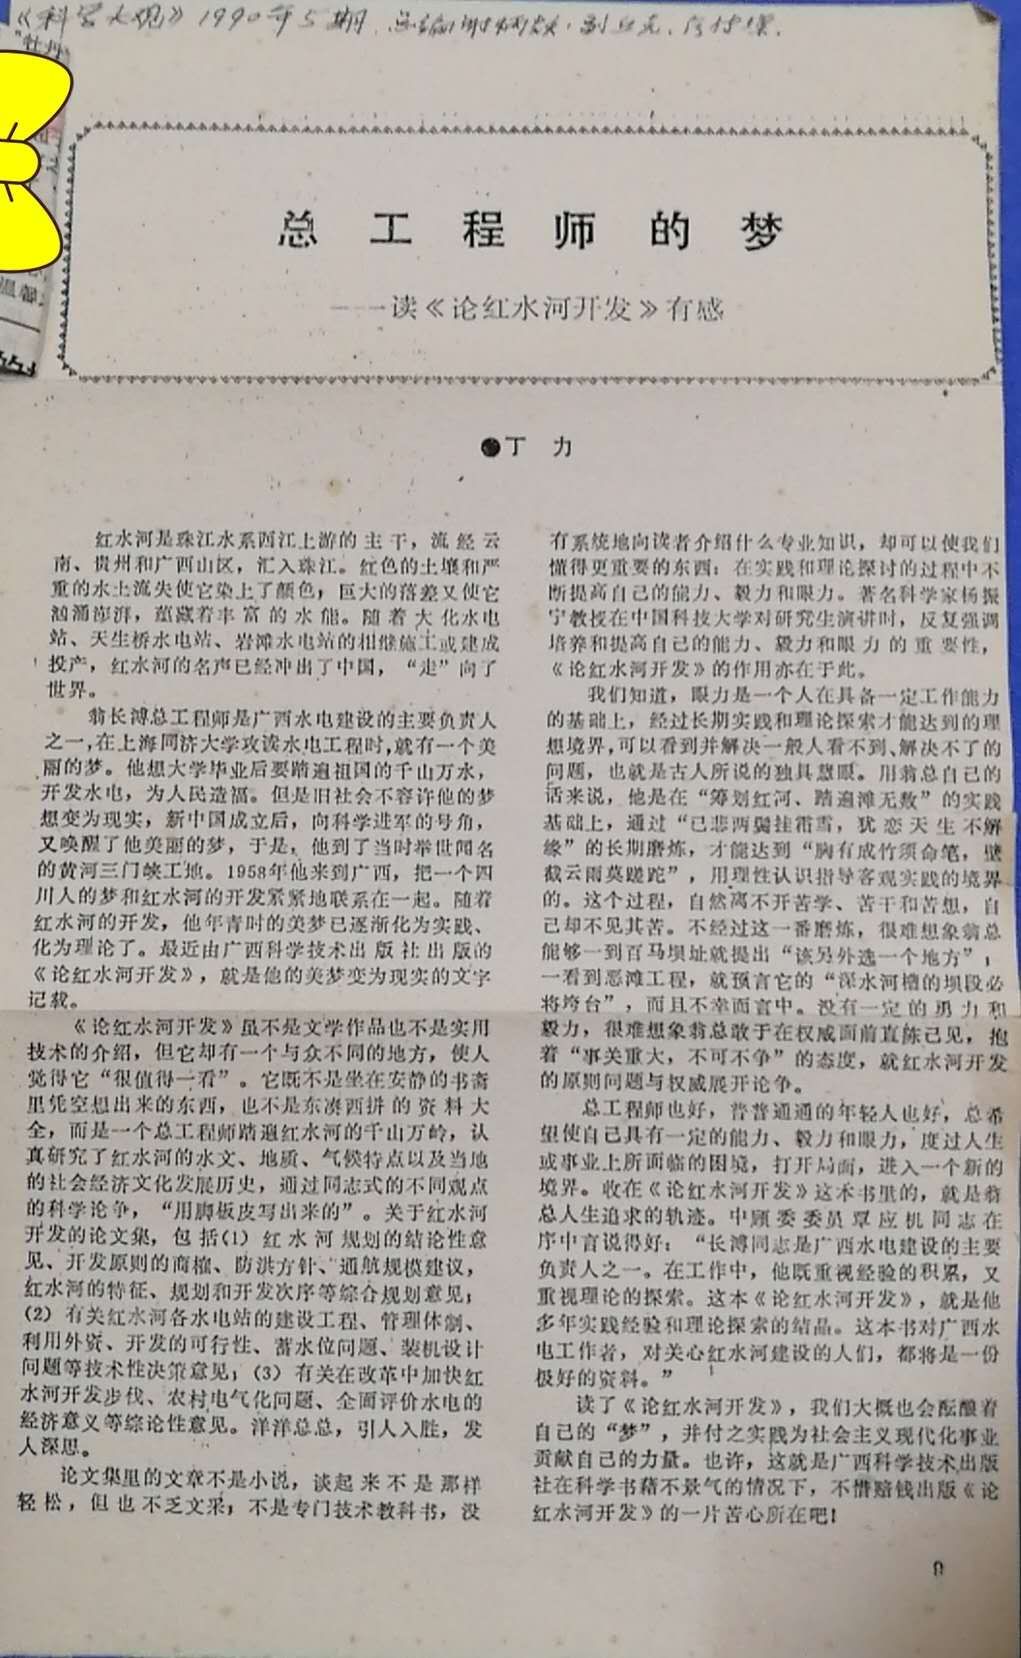 《科学大观》1990年5期
"牡丹
温馨
总工程师的梦
——读《论红水河开发》有感
●丁 力
红水河是珠江水系西江上游的主干，流经云
南、贵州和广西山区，汇入珠江。红色的土壤和严
重的水土流失使它染上了颜色，巨大的落差又使它
汹涌澎湃，蕴藏着丰富的水能。随着大化水电
站、天生桥水电站、岩滩水电站的相继施工或建成
投产，红水河的名声已经冲出了中国，“走”向了
世界。
翁长溥总工程师是广西水电建设的主要负责人
之一，在上海同济大学攻读水电工程时，就有一个美
丽的梦。他想大学毕业后要踏遍祖国的千山万水，
开发水电，为人民造福。但是旧社会不容许他的梦
想变为现实，新中国成立后，向科学进军的号角，
又唤醒了他美丽的梦，于是，他到了当时举世闻名
的黄河三门峡工地。1958年他来到广西，把一个四
川人的梦和红水河的开发紧紧地联系在一起。随着
红水河的开发，他年青时的美梦已逐渐化为实践、
化为理论了。最近由广西科学技术出版社出版的
《论红水河开发》，就是他的美梦变为现实的文字
记载。
《论红水河开发》虽不是文学作品也不是实用
技术的介绍，但它却有一个与众不同的地方，使人
觉得它“很值得一看”。它既不是坐在安静的书斋
里凭空想出来的东西，也不是东凑西拼的资料大
全，而是一个总工程师踏遍红水河的千山万岭，认
真研究了红水河的水文、地质、气候特点以及当地
的社会经济文化发展历史，通过同志式的不同观点
的科学论争，“用脚板皮写出来的”。关于红水河
开发的论文集，包括(1)红水河规划的结论性意
见、开发原则的商榷、防洪方针、通航规模建议，
红水河的特征、规划和开发次序等综合规划意见；
(2)有关红水河各水电站的建设工程、管理体制、
利用外资、开发的可行性、蓄水位问题、装机设计
问题等技术性决策意见；(3)有关在改革中加快红
水河开发步伐、农村电气化问题、全面评价水电的
经济意义等综论性意见。洋洋总总，引人入胜，发
人深思。
论文集里的文章不是小说，谈起来不是那样
轻松，但也不乏文采；不是专门技术教科书，没
有系统地向读者介绍什么专业知识，却可以使我们
懂得更重要的东西：在实践和理论探讨的过程中不
断提高自己的能力、毅力和眼力。著名科学家杨振
宁教授在中国科技大学对研究生演讲时，反复强调
培养和提高自己的能力、毅力和眼力的重要性，
《论红水河开发》的作用亦在于此。
我们知道，眼力是一个人在具备一定工作能力
的基础上，经过长期实践和理论探索才能达到的理
想境界，可以看到并解决一般人看不到、解决不了的
问题，也就是古人所说的独具慧眼。用翁总自己的
话来说，他是在“筹划红河、踏遍滩无数”的实践
基础上，通过“已悲两鬓挂霜雪，犹恋天生不解
缘”的长期磨炼，才能达到“胸有成竹须命笔，壁
截云雨莫蹉跎”，用理性认识指导客观实践的境界
的。这个过程，自然离不开苦学、苦干和苦想，自
己却不见其苦。不经过这一番磨炼，很难想象翁总
能够一到百马坝址就提出“该另外选一个地方”；
一看到恶滩工程，就预言它的“深水河槽的坝段必
将垮台”，而且不幸而言中。没有一定的勇力和
毅力，很难想象翁总敢于在权威面前直陈己见，抱
着“事关重大，不可不争”的态度，就红水河开发
的原则问题与权威展开论争。
总工程师也好，普普通通的年轻人也好，总希
望使自己具有一定的能力、毅力和眼力，度过人生
或事业上所面临的困境，打开局面，进入一个新的
境界。收在《论红水河开发》这本书里的，就是翁
总人生追求的轨迹。中顾委委员覃应机同志在
序中言说得好：“长溥同志是广西水电建设的主要
负责人之一。在工作中，他既重视经验的积累，又
重视理论的探索。这本《论红水河开发》，就是他
多年实践经验和理论探索的结晶。这本书对广西水
电工作者，对关心红水河建设的人们，都将是一份
极好的资料。”
读了《论红水河开发》，我们大概也会酝酿着
自己的“梦”，并付之实践为社会主义现代化事业
贡献自己的力量。也许，这就是广西科学技术出版
社在科学书藉不景气的情况下，不惜赔钱出版《论
红水河开发》的一片苦心所在吧！
9